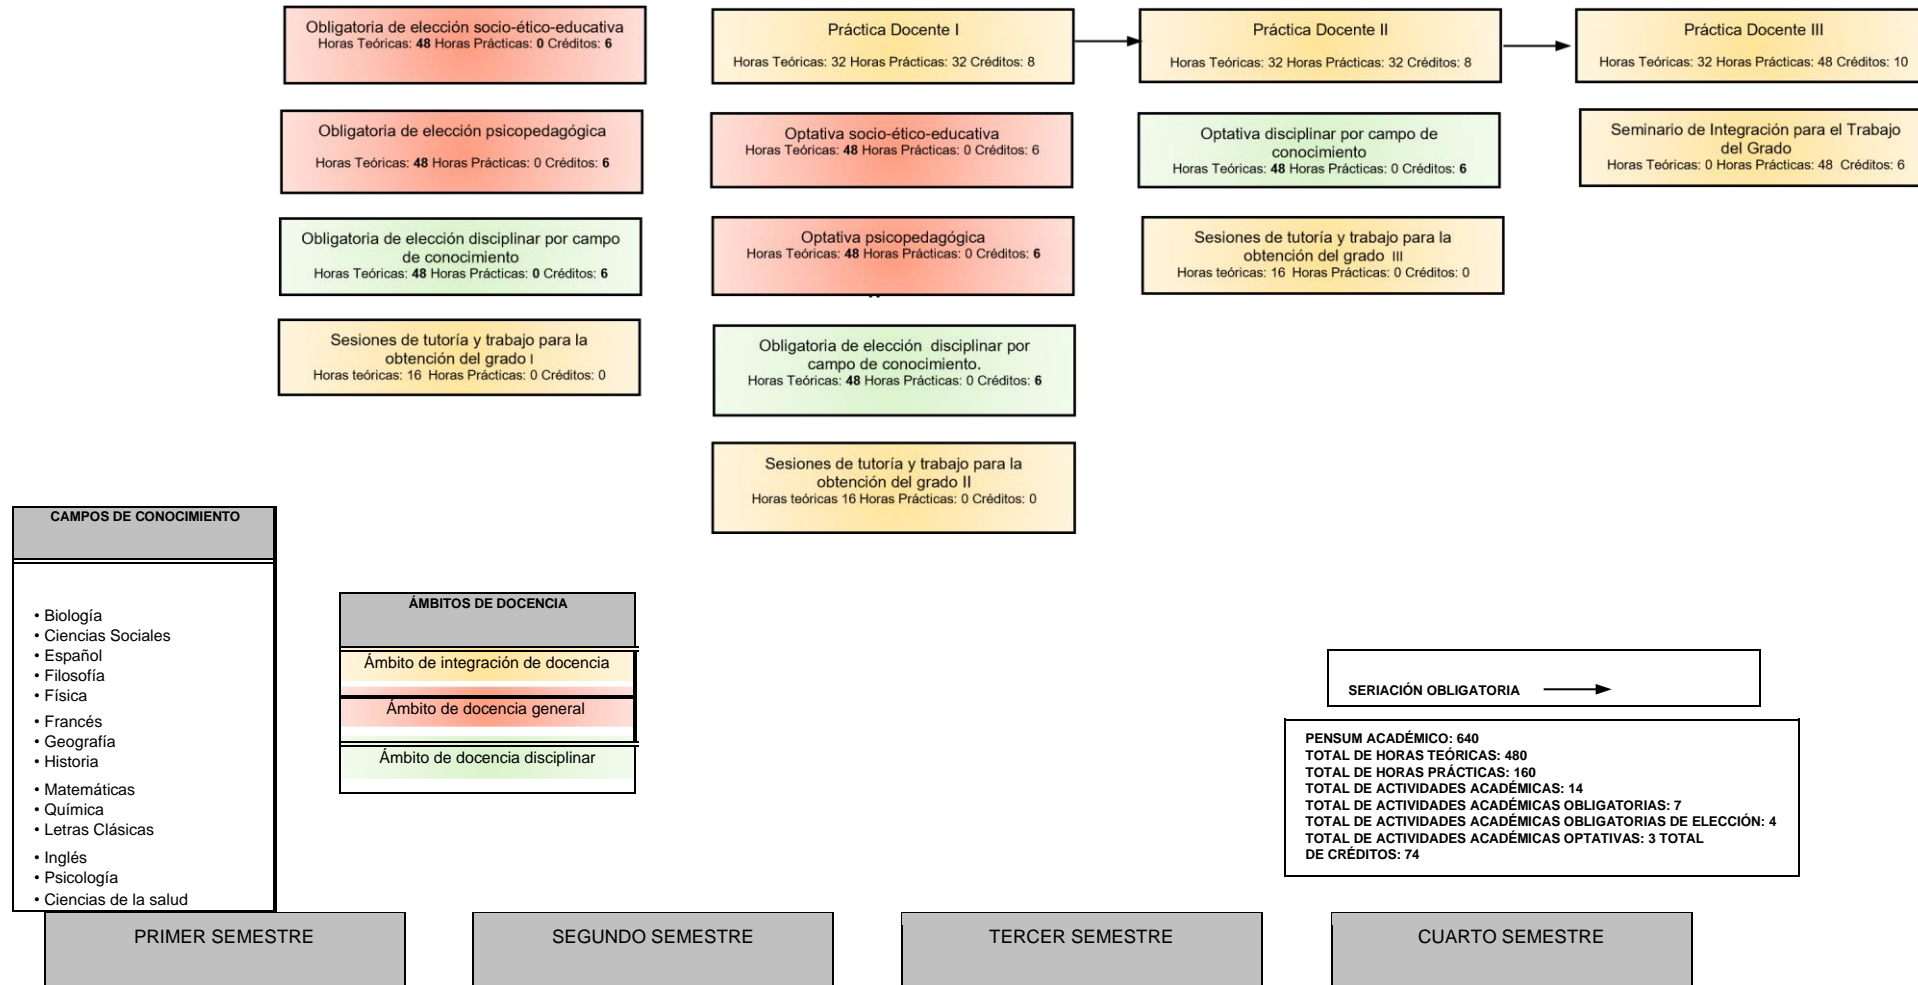 Obligatoria de elección socio-ético-educativa
Horas Teóricas: 48 Horas Prácticas: 0 Créditos: 6
Obligatoria de elección psicopedagógica
Horas Teóricas: 48 Horas Prácticas: 0 Créditos: 6
Obligatoria de elección disciplinar por campo
de conocimiento
Horas Teóricas: 48 Horas Prácticas: 0 Créditos: 6
Sesiones de tutoría y trabajo para la
obtención del grado I
Horas teóricas: 16 Horas Prácticas: 0 Créditos: 0
Práctica Docente I
Horas Teóricas: 32 Horas Prácticas: 32 Créditos: 8
Optativa socio-ético-educativa
Horas Teóricas: 48 Horas Prácticas: 0 Créditos: 6
Optativa psicopedagógica
Horas Teóricas: 48 Horas Prácticas: 0 Créditos: 6
Obligatoria de elección disciplinar por
campo de conocimiento.
Horas Teóricas: 48 Horas Prácticas: 0 Créditos: 6
Sesiones de tutoría y trabajo para la
obtención del grado II
Horas teóricas 16 Horas Prácticas: 0 Créditos: 0
Práctica Docente II
Horas Teóricas: 32 Horas Prácticas: 32 Créditos: 8
Optativa disciplinar por campo de
conocimiento
Horas Teóricas: 48 Horas Prácticas: 0 Créditos: 6
Sesiones de tutoría y trabajo para la
obtención del grado III
Horas teóricas: 16 Horas Prácticas: 0 Créditos: 0
Práctica Docente III
Horas Teóricas: 32 Horas Prácticas: 48 Créditos: 10
Seminario de Integración para el Trabajo
del Grado
Horas Teóricas: 0 Horas Prácticas: 48 Créditos: 6
CAMPOS DE CONOCIMIENTO
• Biología
• Ciencias Sociales
• Español
• Filosofía
• Física
• Francés
• Geografía
• Historia
• Matemáticas
• Química
• Letras Clásicas
• Inglés
• Psicología
• Ciencias de la salud
ÁMBITOS DE DOCENCIA
Ámbito de integración de docencia
Ámbito de docencia general
Ámbito de docencia disciplinar
SERIACIÓN OBLIGATORIA
PENSUM ACADÉMICO: 640
TOTAL DE HORAS TEÓRICAS: 480
TOTAL DE HORAS PRÁCTICAS: 160
TOTAL DE ACTIVIDADES ACADÉMICAS: 14
TOTAL DE ACTIVIDADES ACADÉMICAS OBLIGATORIAS: 7
TOTAL DE ACTIVIDADES ACADÉMICAS OBLIGATORIAS DE ELECCIÓN: 4
TOTAL DE ACTIVIDADES ACADÉMICAS OPTATIVAS: 3 TOTAL
DE CRÉDITOS: 74
PRIMER SEMESTRE
SEGUNDO SEMESTRE
TERCER SEMESTRE
CUARTO SEMESTRE